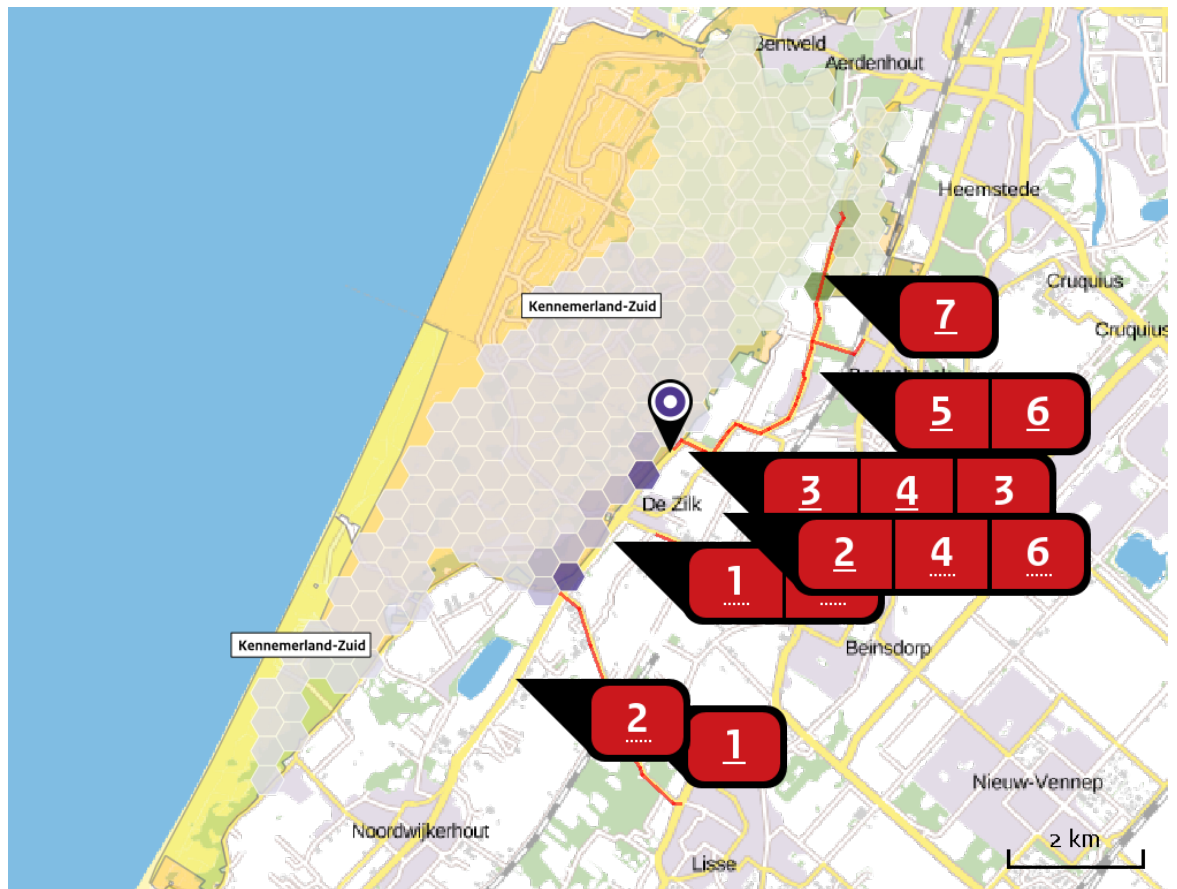 Bentveld
Aerdenhout
Heemstede
Cruquius
Kennemerland-Zuid
7
Cruquius
5 6
3 4 3
De Zilk
2 4 6
1
Kennemerland-Zuid
Beinsdorp
2
1
Nieuw-Vennep
Noordwijkerhout
2 km
Lisse